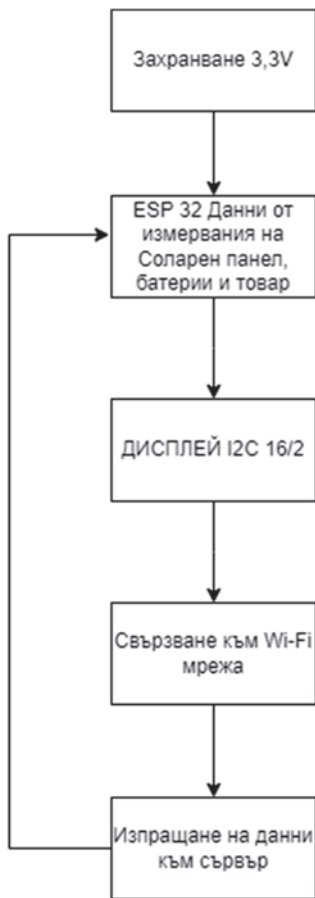 Захранване 3,3V
ESP 32 Данни от
измервания на
Соларен панел,
батерии и товар
ДИСПЛЕЙ I2C 16/2
Свързване към Wi-Fi
мрежа
Изпращане на данни
към сървър